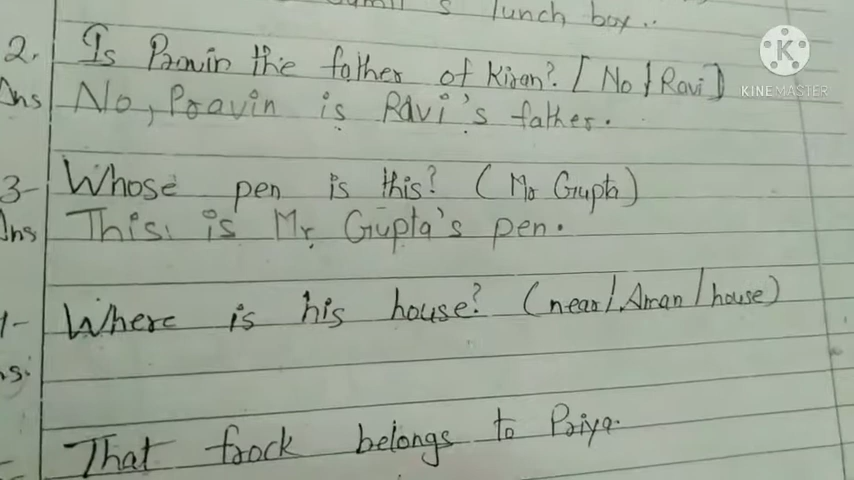 's lunch box..
2. Is Pravin the father of Kiran? [No / Ravi]
Ans No, Pravin is Ravi's father.
3- Whose pen is this? (Mr Gupta)
Ans This is Mr Gupta's pen.
Where is his house? (near / Aman / house)
That frock belongs to Priya.
K
KINEMASTER